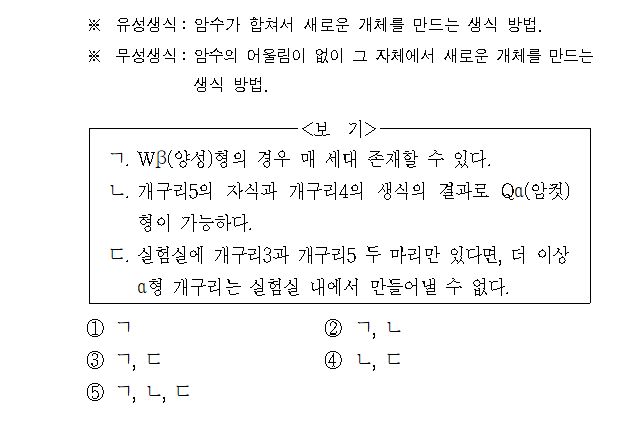 ※ 유성생식 : 암수가 합쳐서 새로운 개체를 만드는 생식 방법.
※ 무성생식 : 암수의 어울림이 없이 그 자체에서 새로운 개체를 만드는
생식 방법.
<보 기>
ㄱ. Wβ(양성)형의 경우 매 세대 존재할 수 있다.
ㄴ. 개구리5의 자식과 개구리4의 생식의 결과로 Qα(암컷)
형이 가능하다.
ㄷ. 실험실에 개구리3과 개구리5 두 마리만 있다면, 더 이상
α형 개구리는 실험실 내에서 만들어낼 수 없다.
① ㄱ ② ㄱ, ㄴ
③ ㄱ, ㄷ ④ ㄴ, ㄷ
⑤ ㄱ, ㄴ, ㄷ